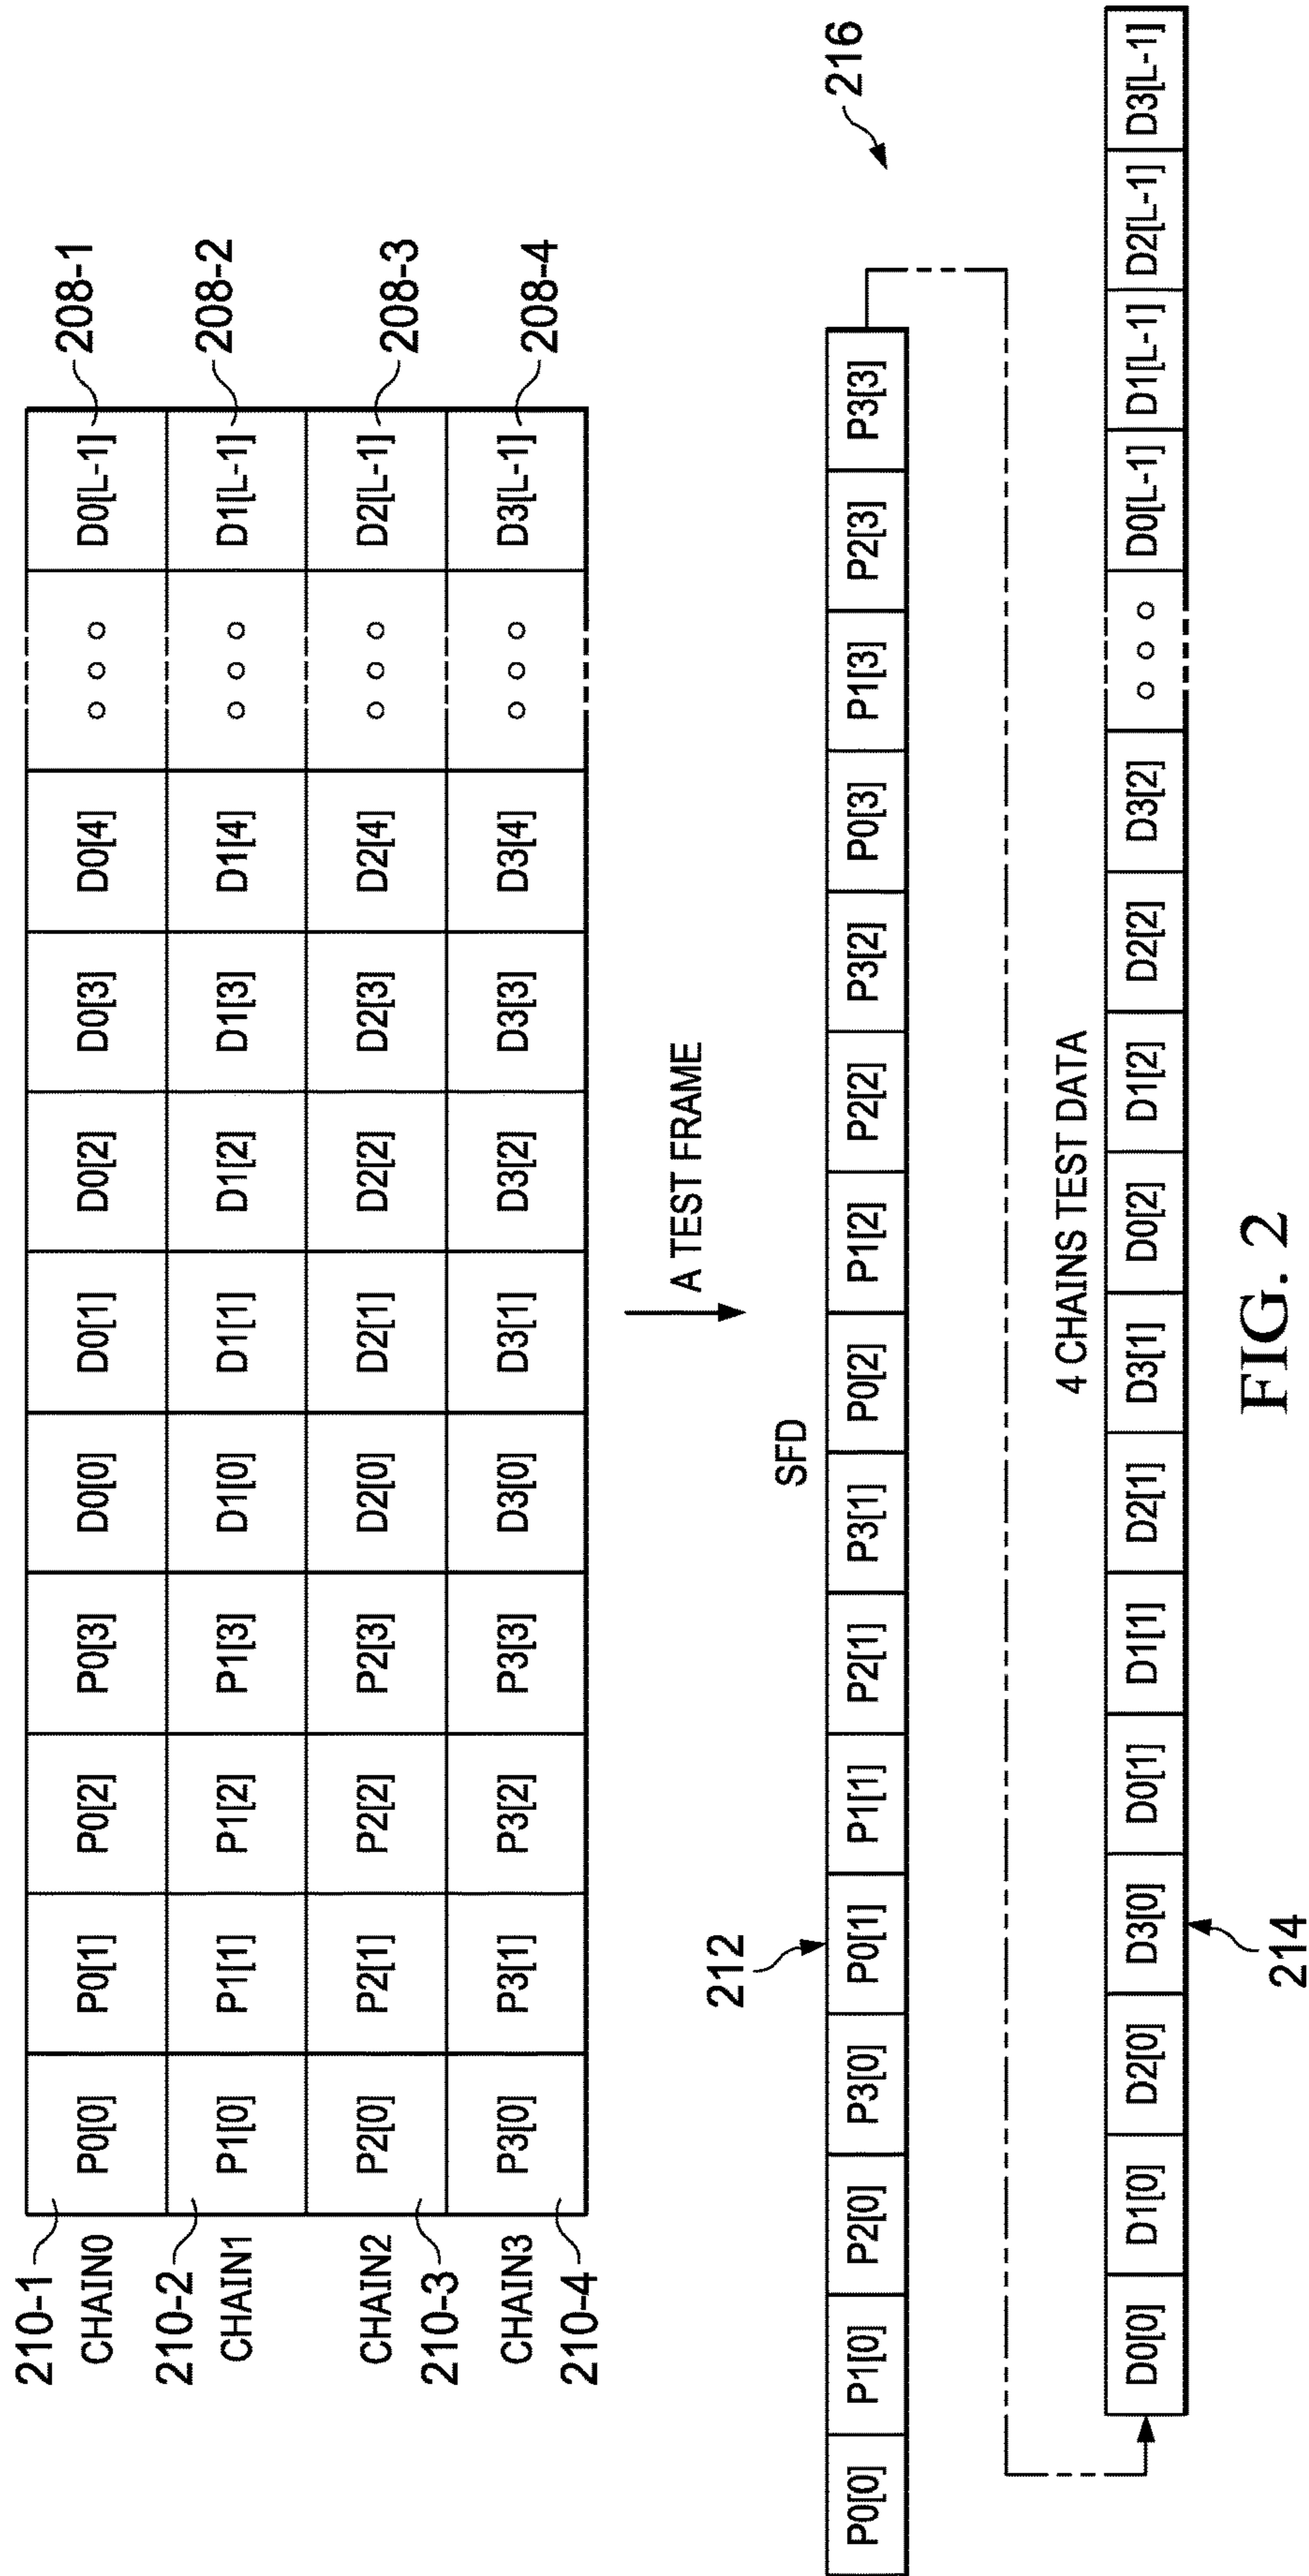 210-1
CHAIN0 P0[0] P0[1] P0[2] P0[3] D0[0] D0[1] D0[2] D0[3] D0[4] ○ ○ ○ D0[L-1] 208-1
210-2
CHAIN1 P1[0] P1[1] P1[2] P1[3] D1[0] D1[1] D1[2] D1[3] D1[4] ○ ○ ○ D1[L-1] 208-2
CHAIN2 P2[0] P2[1] P2[2] P2[3] D2[0] D2[1] D2[2] D2[3] D2[4] ○ ○ ○ D2[L-1] 208-3
210-3
CHAIN3 P3[0] P3[1] P3[2] P3[3] D3[0] D3[1] D3[2] D3[3] D3[4] ○ ○ ○ D3[L-1] 208-4
210-4
A TEST FRAME
212
SFD
216
P0[0] P1[0] P2[0] P3[0] P0[1] P1[1] P2[1] P3[1] P0[2] P1[2] P2[2] P3[2] P0[3] P1[3] P2[3] P3[3]
4 CHAINS TEST DATA
D0[0] D1[0] D2[0] D3[0] D0[1] D1[1] D2[1] D3[1] D0[2] D1[2] D2[2] D3[2] ○ ○ ○ D0[L-1] D1[L-1] D2[L-1] D3[L-1]
214
FIG. 2